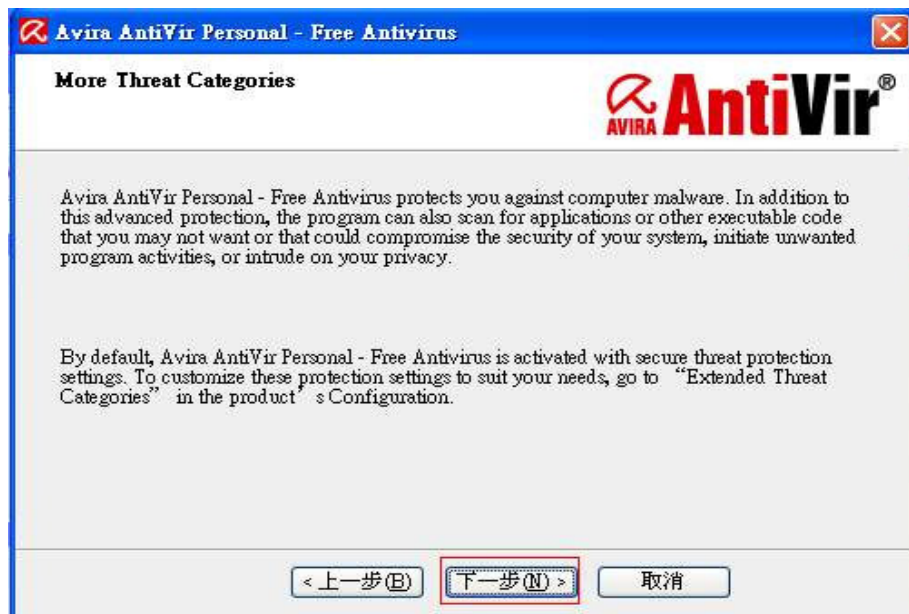 Avira AntiVir Personal - Free Antivirus
More Threat Categories
AVIRA AntiVir®
Avira AntiVir Personal - Free Antivirus protects you against computer malware. In addition to
this advanced protection, the program can also scan for applications or other executable code
that you may not want or that could compromise the security of your system, initiate unwanted
program activities, or intrude on your privacy.
By default, Avira AntiVir Personal - Free Antivirus is activated with secure threat protection
settings. To customize these protection settings to suit your needs, go to “Extended Threat
Categories” in the product’s Configuration.
<上一步(B) 下一步(N)> 取消